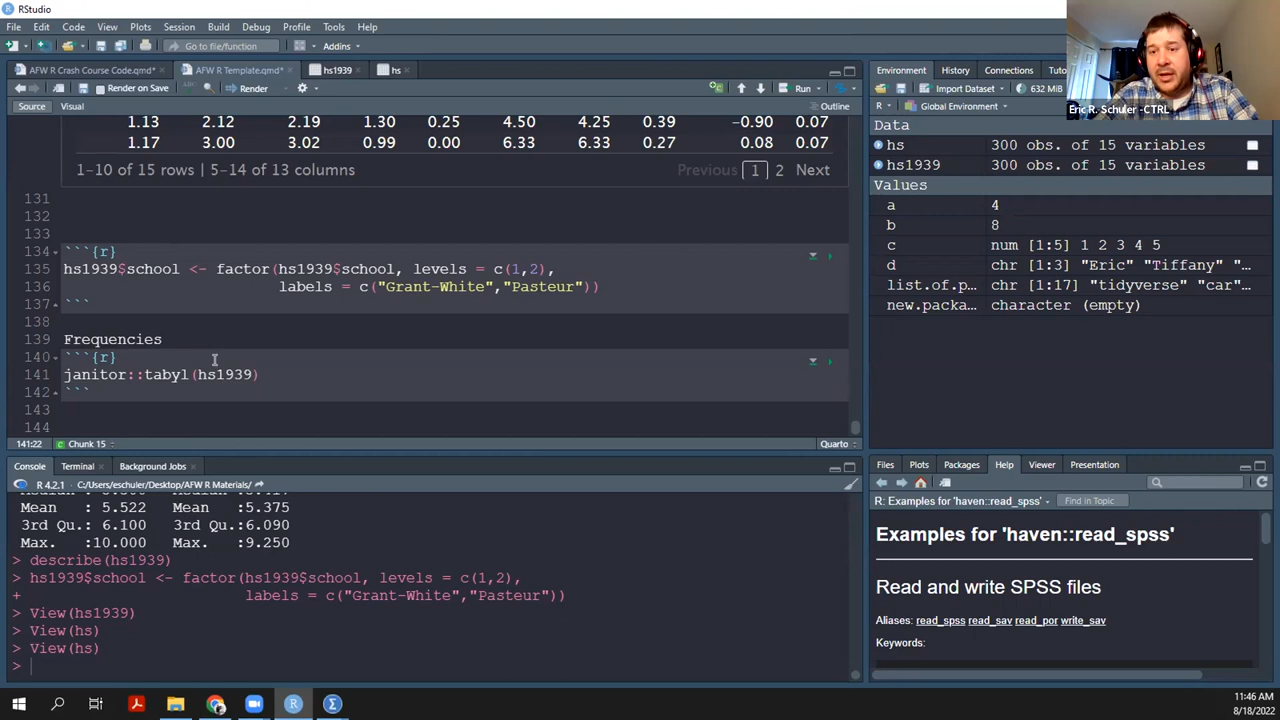 RStudio
File Edit Code View Plots Session Build Debug Profile Tools Help
Go to file/function Addins
AFW R Crash Course Code.qmd* AFW R Template.qmd* hs1939 hs
Render on Save Render Run
Source Visual Outline
1.13 2.12 2.19 1.30 0.25 4.50 4.25 0.39 −0.90 0.07
1.17 3.00 3.02 0.99 0.00 6.33 6.33 0.27 0.08 0.07
1-10 of 15 rows | 5-14 of 13 columns Previous 1 2 Next
131
132
133
134 ```{r}
135 hs1939$school <- factor(hs1939$school, levels = c(1,2),
136 labels = c("Grant-White","Pasteur"))
137 ```
138
139 Frequencies
140 ```{r}
141 janitor::tabyl(hs1939)
142 ```
143
144
141:22 Chunk 15 Quarto
Console Terminal Background Jobs
R 4.2.1 · C:/Users/eschuler/Desktop/AFW R Materials/
Mean : 5.522 Mean :5.375
3rd Qu.: 6.100 3rd Qu.:6.090
Max. :10.000 Max. :9.250
> describe(hs1939)
> hs1939$school <- factor(hs1939$school, levels = c(1,2),
+ labels = c("Grant-White","Pasteur"))
> View(hs1939)
> View(hs)
> View(hs)
>
Environment History Connections Tuto
Import Dataset 632 MiB
R Global Environment
Data
hs 300 obs. of 15 variables
hs1939 300 obs. of 15 variables
Values
a 4
b 8
c num [1:5] 1 2 3 4 5
d chr [1:3] "Eric" "Tiffany" "…
list.of.p… chr [1:17] "tidyverse" "car"…
new.packa… character (empty)
Files Plots Packages Help Viewer Presentation
R: Examples for 'haven::read_spss' Find in Topic
Examples for 'haven::read_spss'
Read and write SPSS files
Aliases: read_spss read_sav read_por write_sav
Keywords:
Eric R. Schuler -CTRL
11:46 AM
8/18/2022